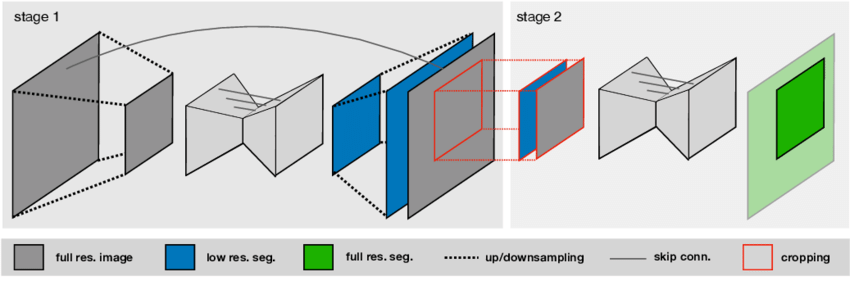 stage 1
stage 2
full res. image
low res. seg.
full res. seg.
up/downsampling
skip conn.
cropping